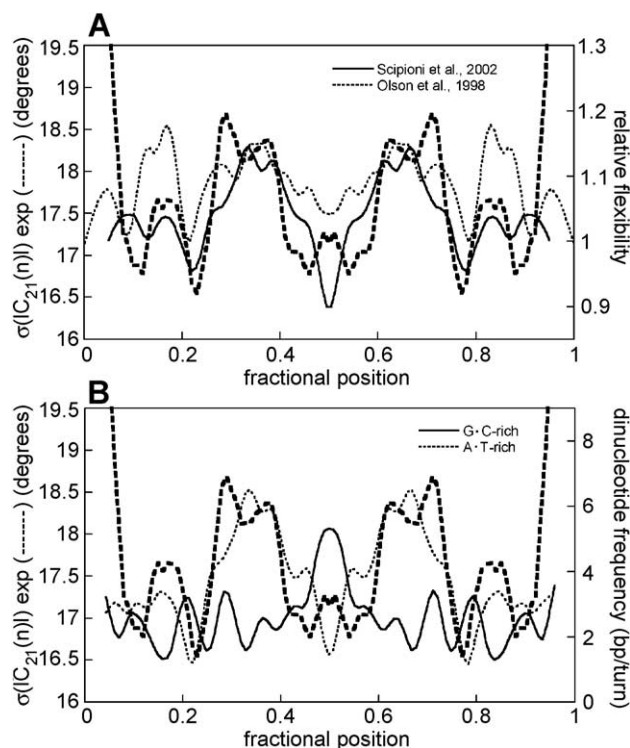 A
σ(|C_21(n)|) exp (-------) (degrees)
19.5
19
18.5
18
17.5
17
16.5
16
Scipioni et al., 2002
Olson et al., 1998
1.3
1.2
1.1
1
0.9
relative flexibility
0 0.2 0.4 0.6 0.8 1
fractional position
B
σ(|C_21(n)|) exp (-------) (degrees)
19.5
19
18.5
18
17.5
17
16.5
16
G·C-rich
A·T-rich
8
6
4
2
0
dinucleotide frequency (bp/turn)
0 0.2 0.4 0.6 0.8 1
fractional position